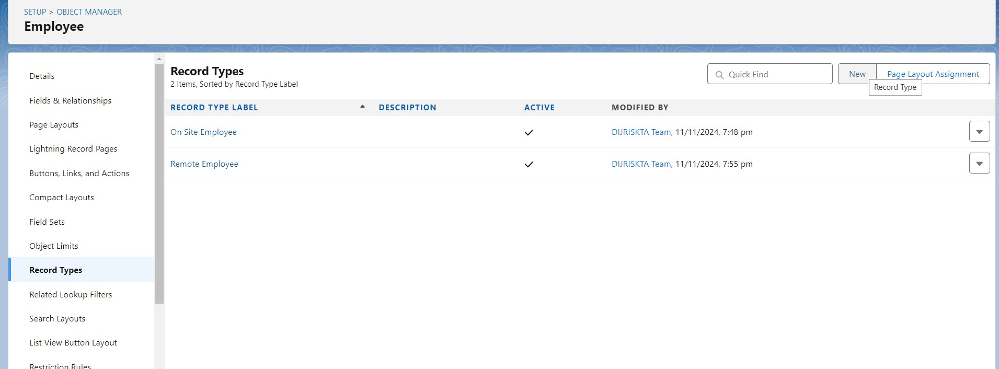 SETUP > OBJECT MANAGER
Employee
Details
Fields & Relationships
Page Layouts
Lightning Record Pages
Buttons, Links, and Actions
Compact Layouts
Field Sets
Object Limits
Record Types
Related Lookup Filters
Search Layouts
List View Button Layout
Restriction Rules
Record Types
2 Items, Sorted by Record Type Label
Quick Find
New
Page Layout Assignment
Record Type
RECORD TYPE LABEL DESCRIPTION ACTIVE MODIFIED BY
On Site Employee DIJRISKTA Team, 11/11/2024, 7:48 pm
Remote Employee DIJRISKTA Team, 11/11/2024, 7:55 pm